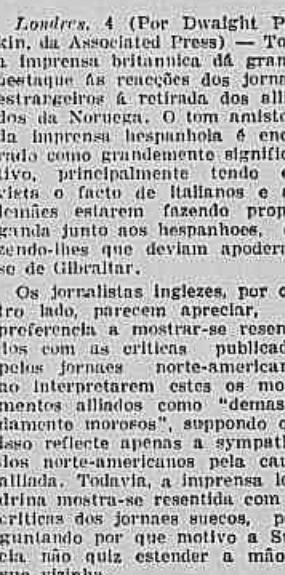 Londres, 4 (Por Dwaight P
kin, da Associated Press) — To
a imprensa britannica dá gran
destaque ás reacções dos jorna
estrangeiros á retirada dos alli
dos da Noruega. O tom amisto
da imprensa hespanhola é enc
rado como grandemente signific
tivo, principalmente tendo e
vista o facto de italianos e a
lemães estarem fazendo prop
ganda junto aos hespanhoes, d
zendo-lhes que deviam apoder
se de Gibraltar.
Os jornalistas inglezes, por o
tro lado, parecem apreciar,
preferencia a mostrar-se resen
dos com as criticas publicad
pelos jornaes norte-american
ao interpretarem estes os mo
mentos alliados como "demas
damente morosos", suppondo q
isso reflecte apenas a sympath
dos norte-americanos pela cau
alliada. Todavia, a imprensa lo
drina mostra-se resentida com
criticas dos jornaes suecos, p
guntando por que motivo a Su
cia não quiz estender a mão
sua vizinha.